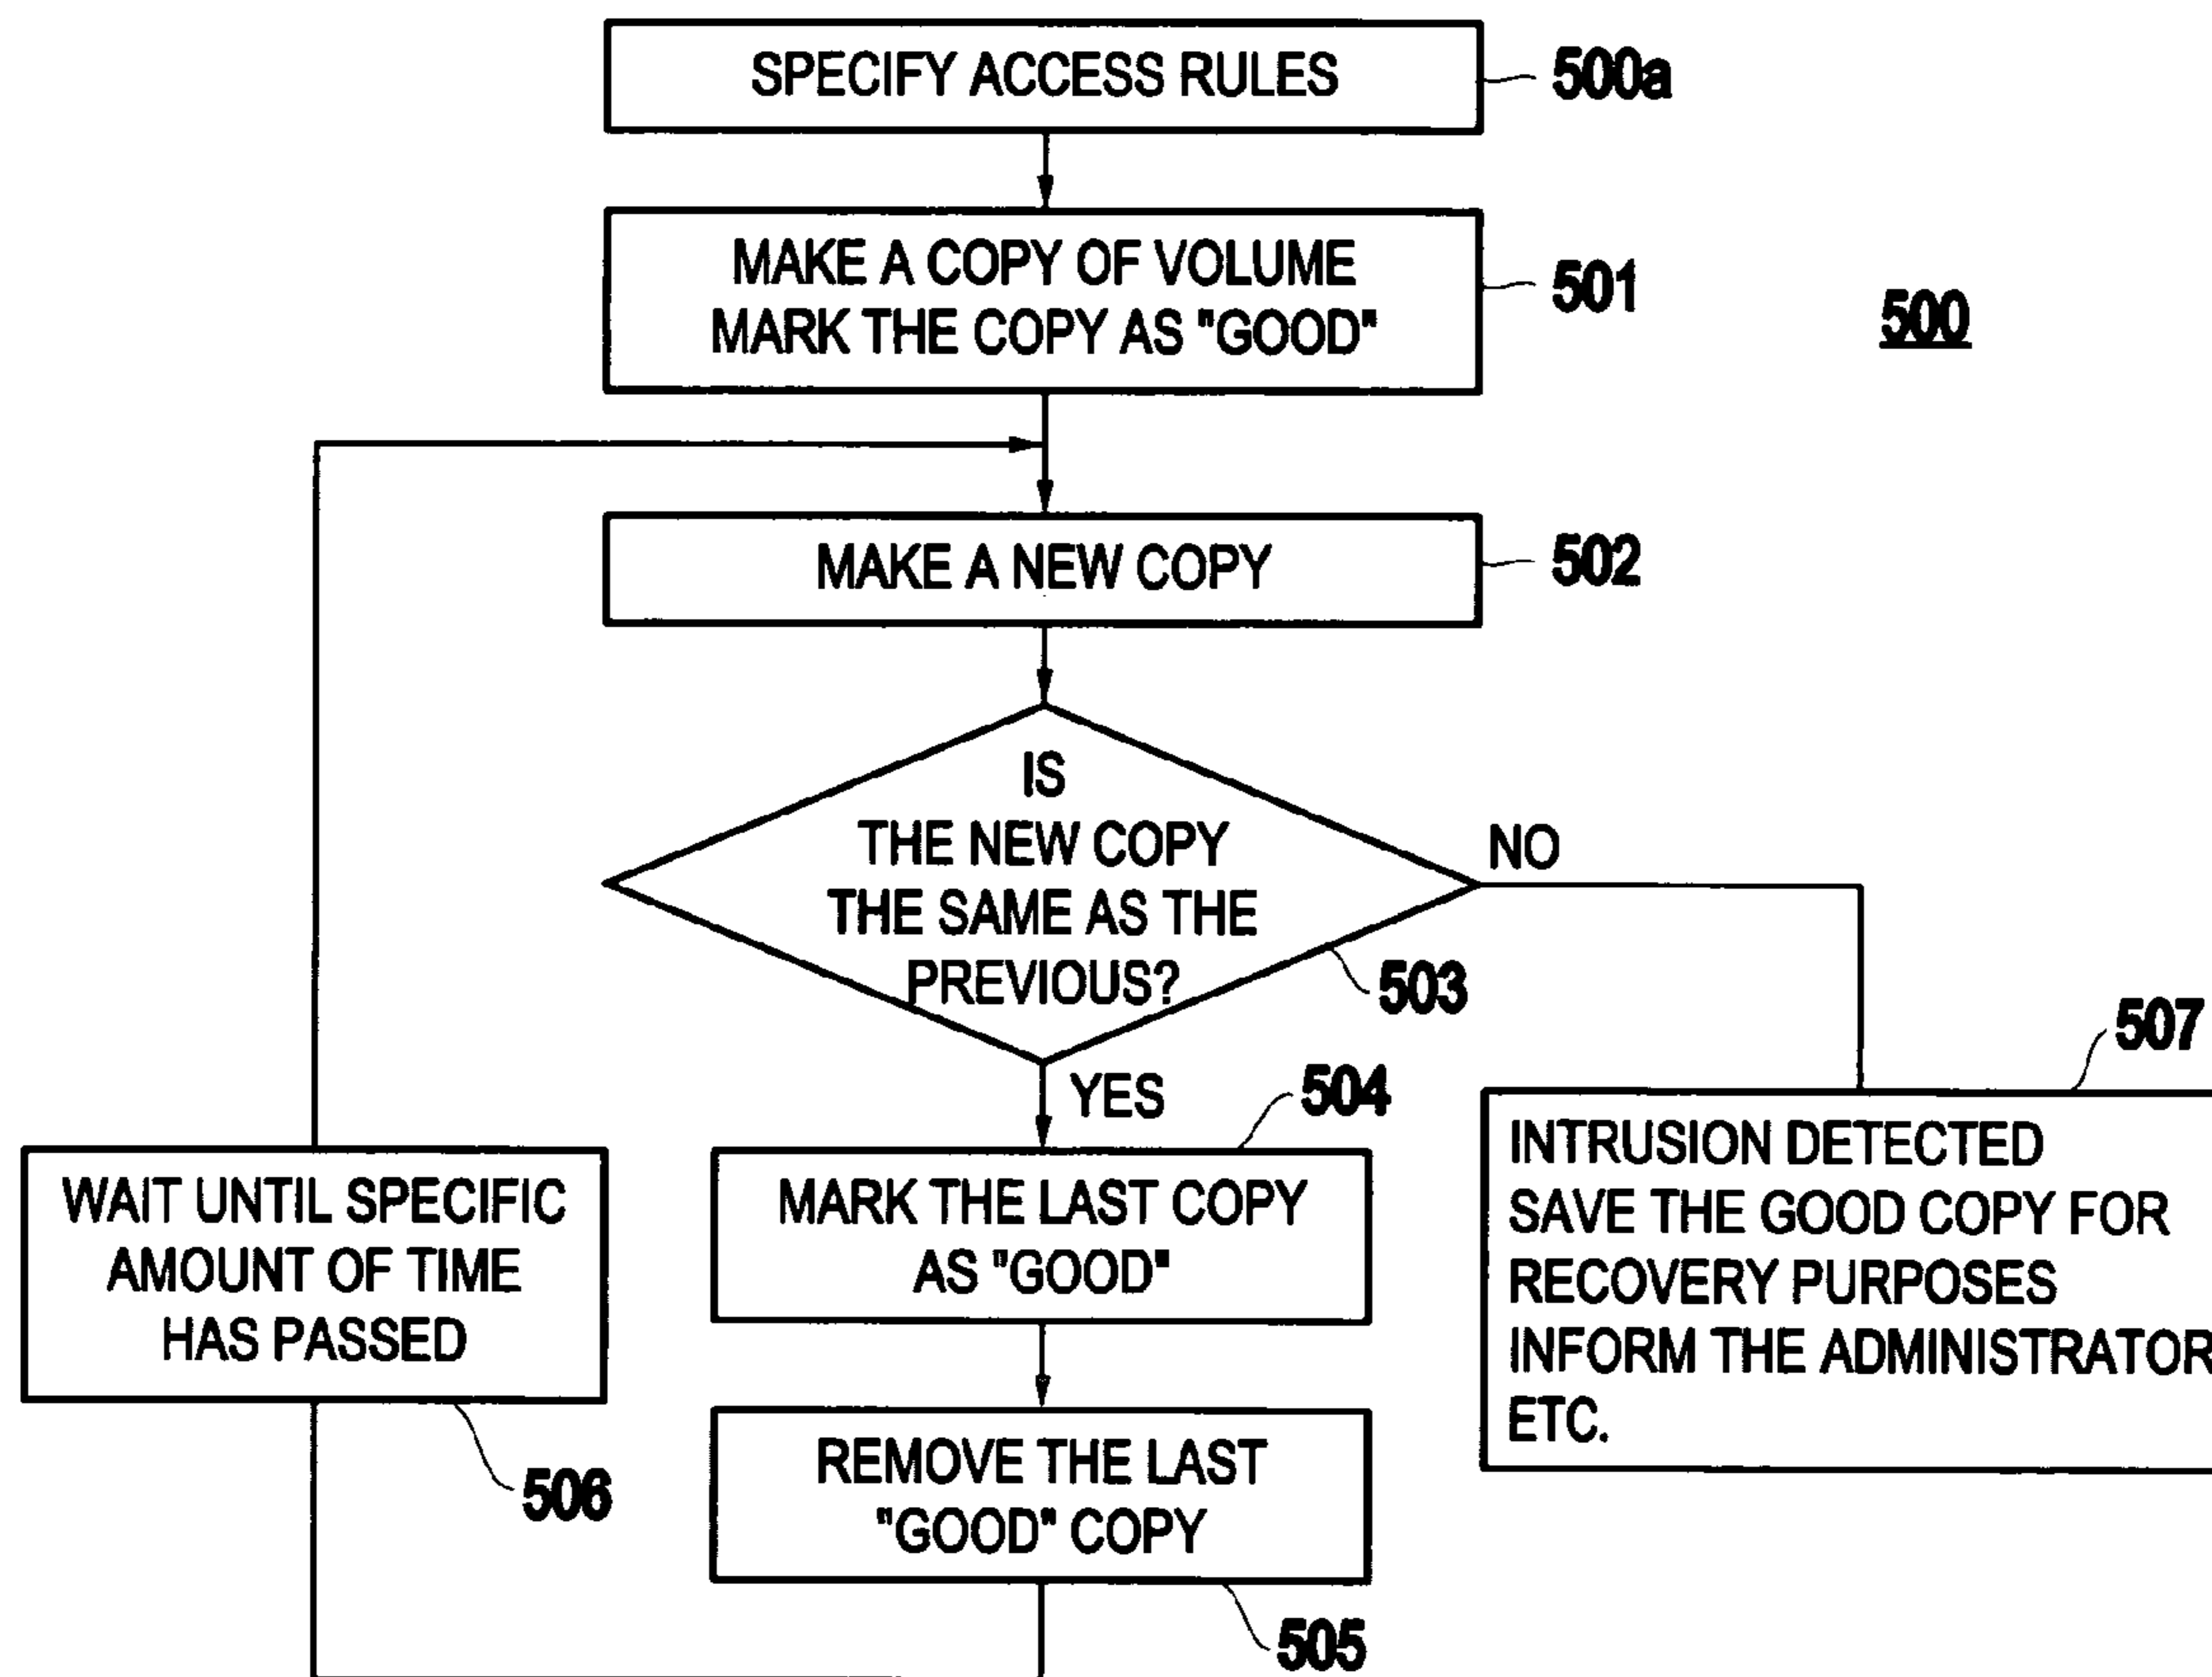 SPECIFY ACCESS RULES
500a
MAKE A COPY OF VOLUME
MARK THE COPY AS "GOOD"
501
500
MAKE A NEW COPY
502
IS
THE NEW COPY
THE SAME AS THE
PREVIOUS?
NO
503
YES
507
504
MARK THE LAST COPY
AS "GOOD"
WAIT UNTIL SPECIFIC
AMOUNT OF TIME
HAS PASSED
506
INTRUSION DETECTED
SAVE THE GOOD COPY FOR
RECOVERY PURPOSES
INFORM THE ADMINISTRATOR
ETC.
REMOVE THE LAST
"GOOD" COPY
505